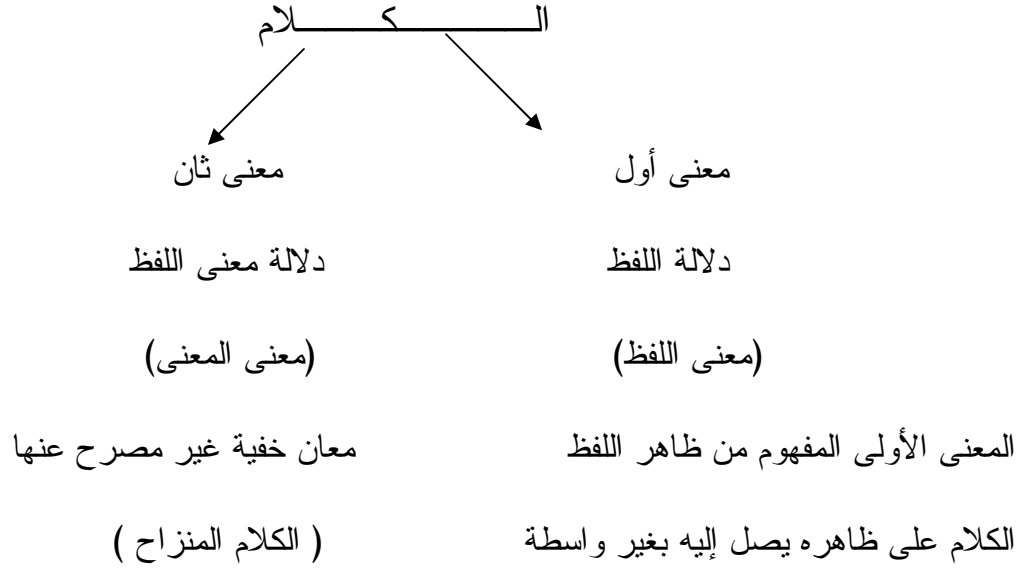 الـــــــــكـــــــلام
معنى أول معنى ثان
دلالة اللفظ دلالة معنى اللفظ
(معنى اللفظ) (معنى المعنى)
المعنى الأولى المفهوم من ظاهر اللفظ معان خفية غير مصرح عنها
الكلام على ظاهره يصل إليه بغير واسطة ( الكلام المنزاح )